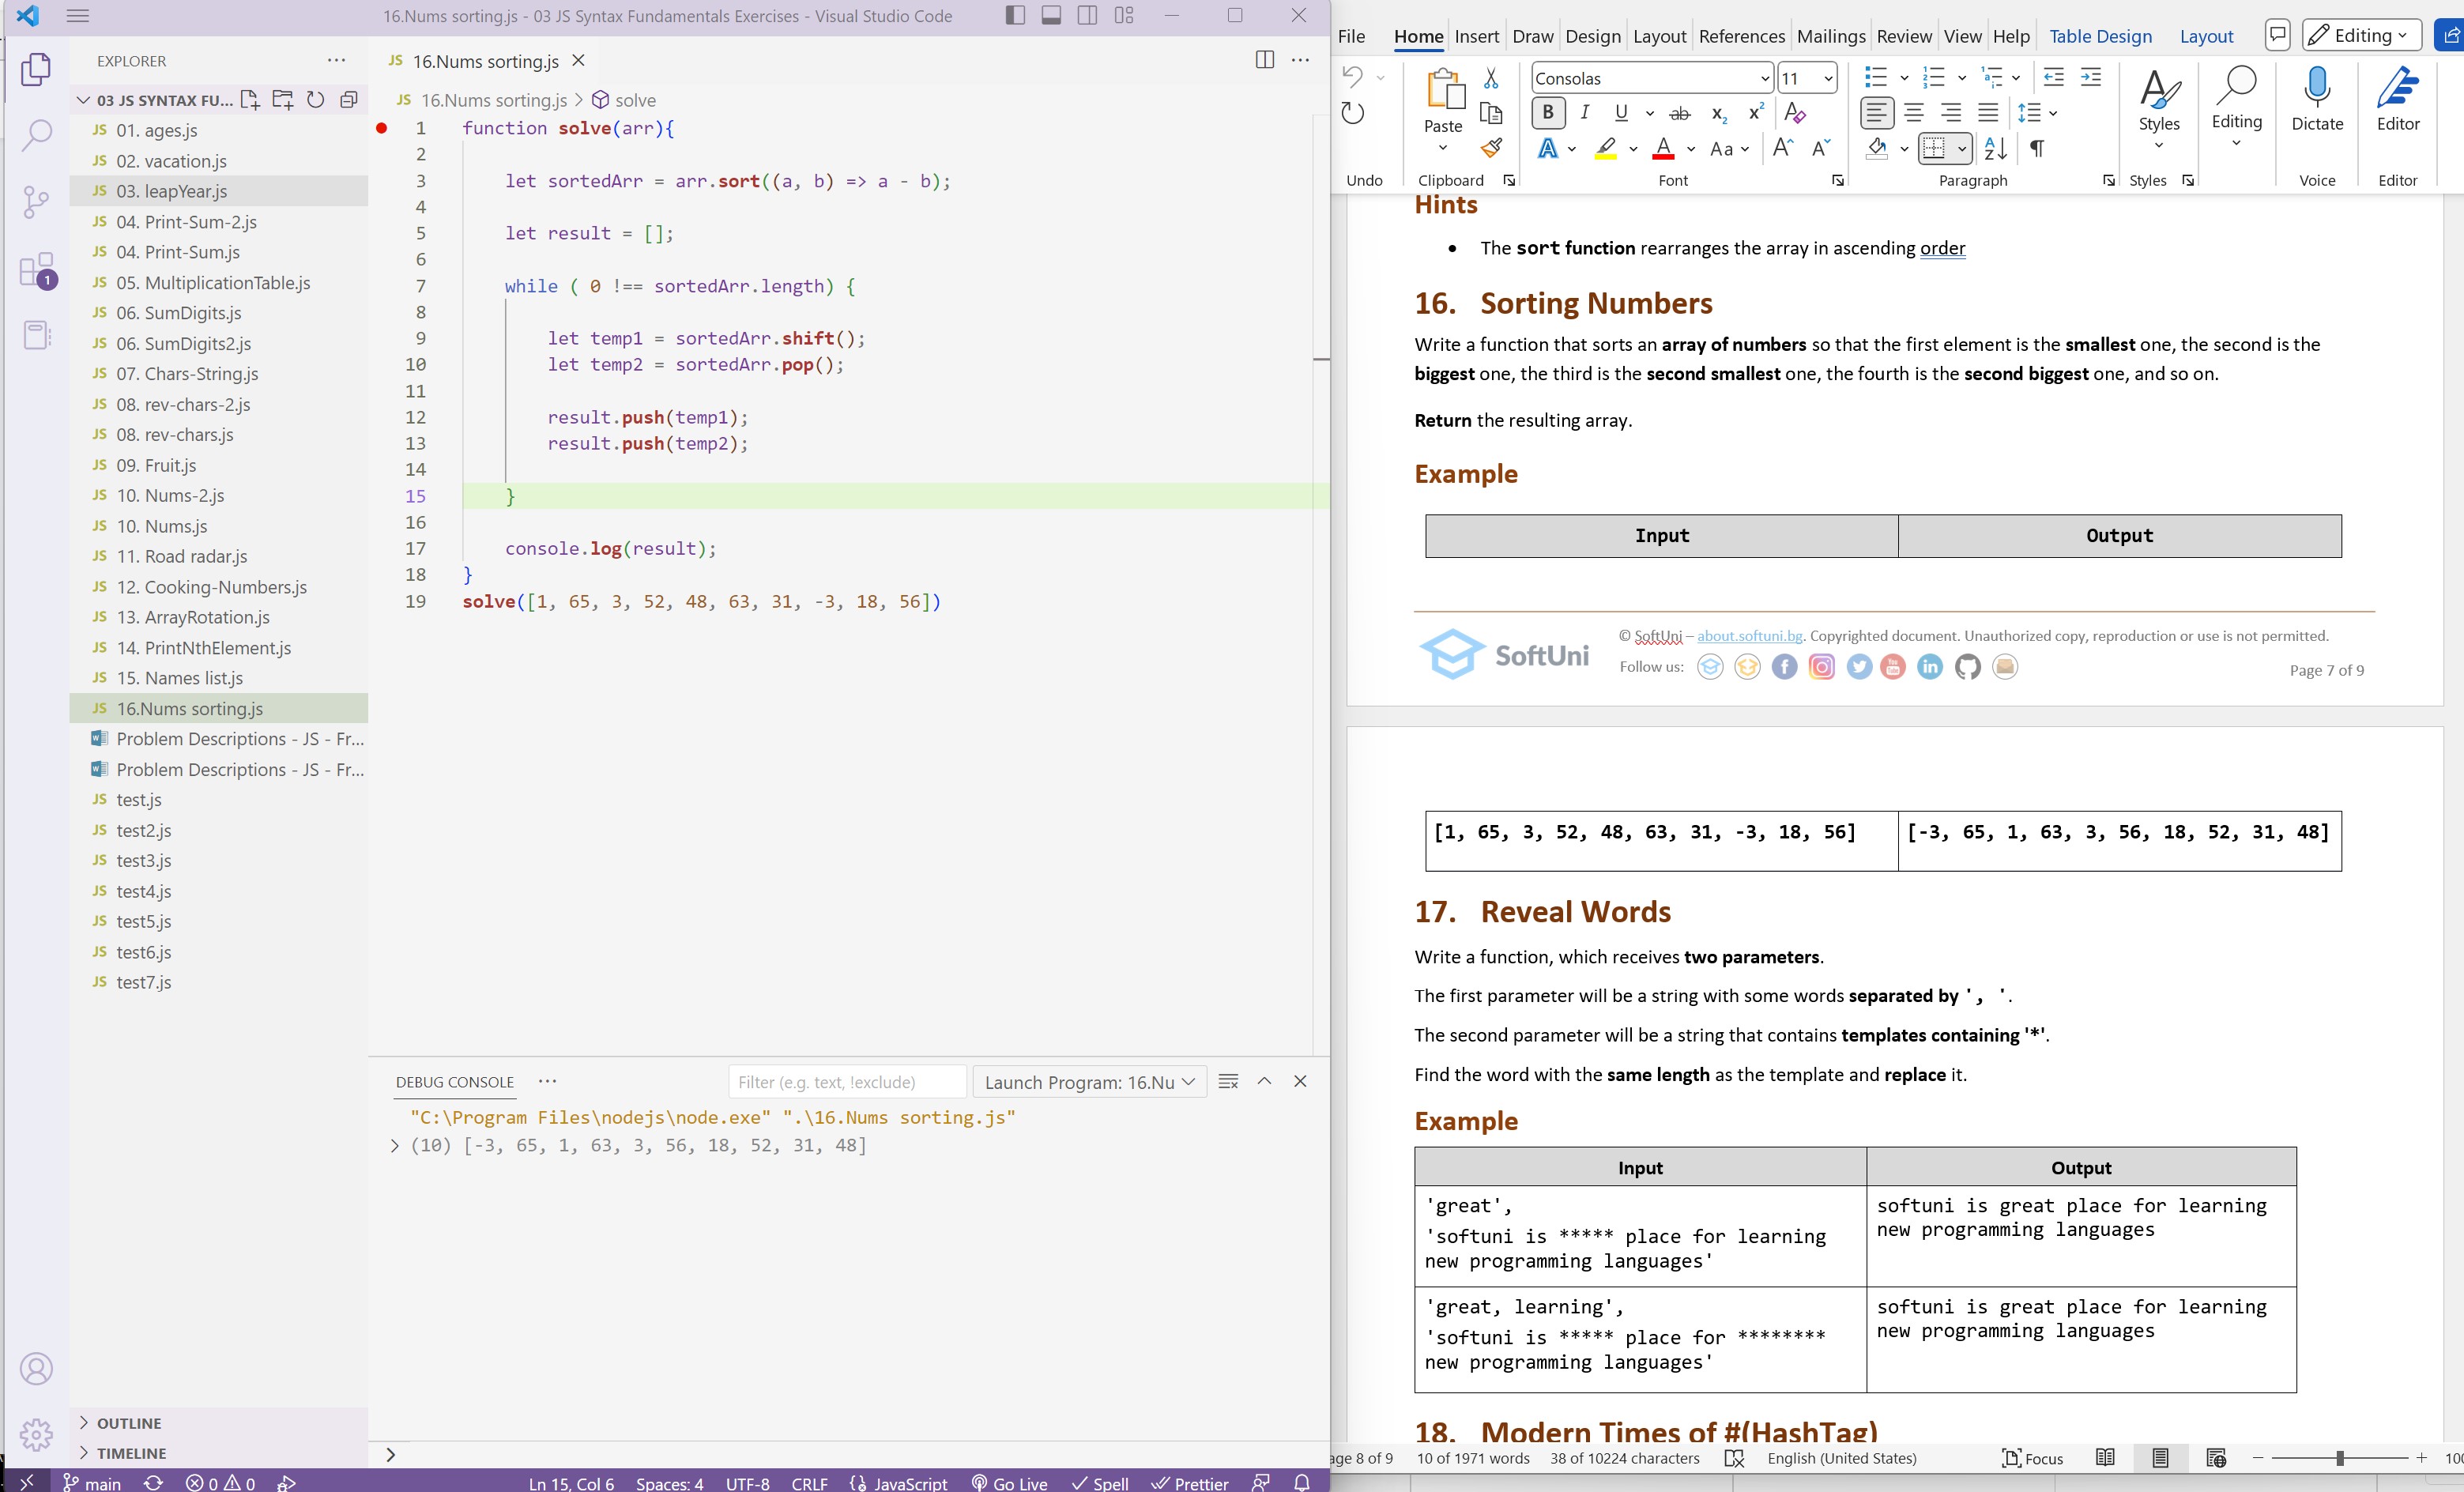 16.Nums sorting.js - 03 JS Syntax Fundamentals Exercises - Visual Studio Code
EXPLORER
03 JS SYNTAX FU...
JS 01. ages.js
JS 02. vacation.js
JS 03. leapYear.js
JS 04. Print-Sum-2.js
JS 04. Print-Sum.js
JS 05. MultiplicationTable.js
JS 06. SumDigits.js
JS 06. SumDigits2.js
JS 07. Chars-String.js
JS 08. rev-chars-2.js
JS 08. rev-chars.js
JS 09. Fruit.js
JS 10. Nums-2.js
JS 10. Nums.js
JS 11. Road radar.js
JS 12. Cooking-Numbers.js
JS 13. ArrayRotation.js
JS 14. PrintNthElement.js
JS 15. Names list.js
JS 16.Nums sorting.js
Problem Descriptions - JS - Fr...
Problem Descriptions - JS - Fr...
JS test.js
JS test2.js
JS test3.js
JS test4.js
JS test5.js
JS test6.js
JS test7.js
OUTLINE
TIMELINE
1
JS 16.Nums sorting.js
JS 16.Nums sorting.js > solve
1 function solve(arr){
2
3 let sortedArr = arr.sort((a, b) => a - b);
4
5 let result = [];
6
7 while ( 0 !== sortedArr.length) {
8
9 let temp1 = sortedArr.shift();
10 let temp2 = sortedArr.pop();
11
12 result.push(temp1);
13 result.push(temp2);
14
15 }
16
17 console.log(result);
18 }
19 solve([1, 65, 3, 52, 48, 63, 31, -3, 18, 56])
DEBUG CONSOLE
Filter (e.g. text, !exclude)
Launch Program: 16.Nu
"C:\Program Files\nodejs\node.exe" ".\16.Nums sorting.js"
(10) [-3, 65, 1, 63, 3, 56, 18, 52, 31, 48]
main 0 0 Ln 15, Col 6 Spaces: 4 UTF-8 CRLF JavaScript Go Live Spell Prettier
File Home Insert Draw Design Layout References Mailings Review View Help Table Design Layout Editing
Consolas 11
Paste
B I U ab x2 x2
A A Aa A A
Styles Editing Dictate Editor
Undo Clipboard Font Paragraph Styles Voice Editor
Hints
• The sort function rearranges the array in ascending order
16. Sorting Numbers
Write a function that sorts an array of numbers so that the first element is the smallest one, the second is the
biggest one, the third is the second smallest one, the fourth is the second biggest one, and so on.
Return the resulting array.
Example
Input Output
SoftUni
© SoftUni – about.softuni.bg. Copyrighted document. Unauthorized copy, reproduction or use is not permitted.
Follow us:
Page 7 of 9
[1, 65, 3, 52, 48, 63, 31, -3, 18, 56] [-3, 65, 1, 63, 3, 56, 18, 52, 31, 48]
17. Reveal Words
Write a function, which receives two parameters.
The first parameter will be a string with some words separated by ', '.
The second parameter will be a string that contains templates containing '*'.
Find the word with the same length as the template and replace it.
Example
Input Output
'great',
'softuni is ***** place for learning
new programming languages'
softuni is great place for learning
new programming languages
'great, learning',
'softuni is ***** place for ********
new programming languages'
softuni is great place for learning
new programming languages
18. Modern Times of #(HashTag)
age 8 of 9 10 of 1971 words 38 of 10224 characters English (United States) Focus